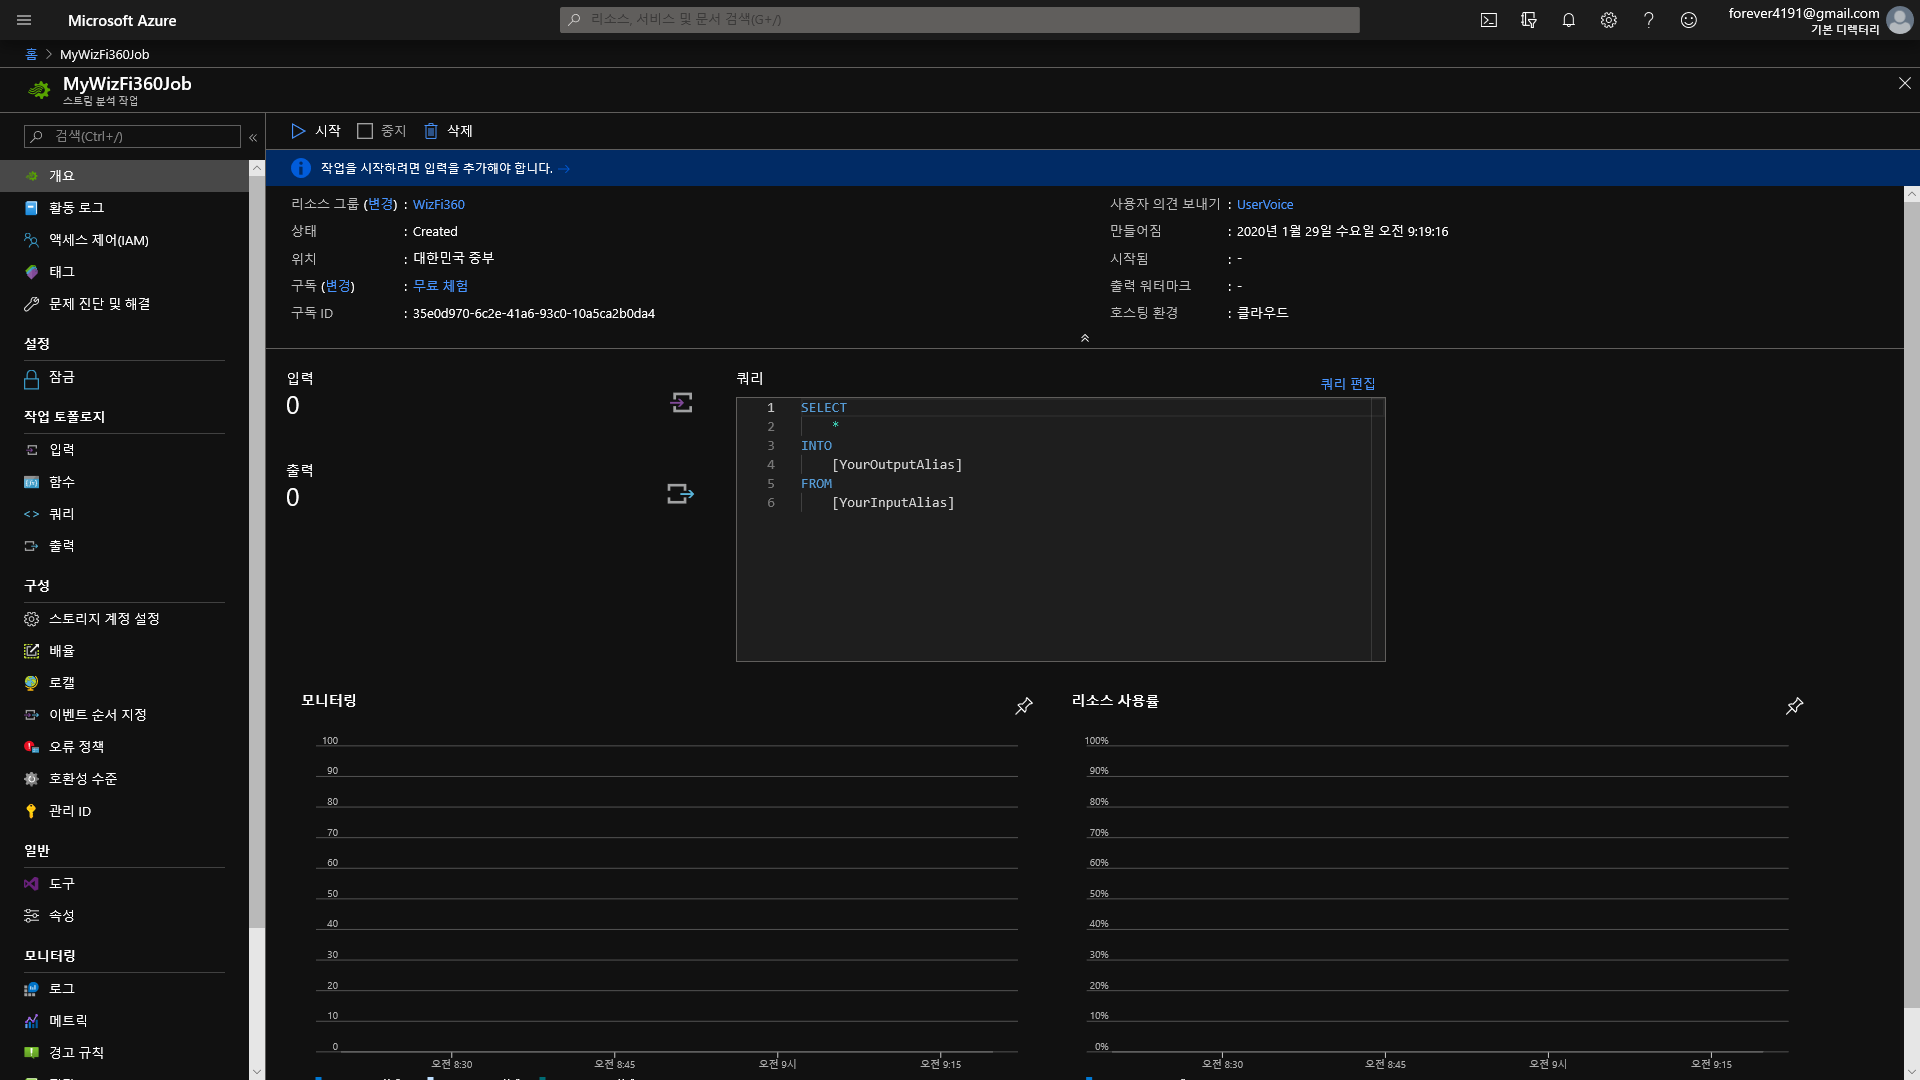 Microsoft Azure
리소스, 서비스 및 문서 검색(G+/)
forever4191@gmail.com
기본 디렉터리
홈
MyWizFi360Job
MyWizFi360Job
스트림 분석 작업
검색(Ctrl+/)
«
개요
활동 로그
액세스 제어(IAM)
태그
문제 진단 및 해결
설정
잠금
작업 토폴로지
입력
함수
쿼리
출력
구성
스토리지 계정 설정
배율
로캘
이벤트 순서 지정
오류 정책
호환성 수준
관리 ID
일반
도구
속성
모니터링
로그
메트릭
경고 규칙
시작
중지
삭제
작업을 시작하려면 입력을 추가해야 합니다. →
리소스 그룹 (변경) : WizFi360
상태 : Created
위치 : 대한민국 중부
구독 (변경) : 무료 체험
구독 ID : 35e0d970-6c2e-41a6-93c0-10a5ca2b0da4
사용자 의견 보내기 : UserVoice
만들어짐 : 2020년 1월 29일 수요일 오전 9:19:16
시작됨 : -
출력 워터마크 : -
호스팅 환경 : 클라우드
입력
0
출력
0
쿼리
쿼리 편집
1 SELECT
2 *
3 INTO
4 [YourOutputAlias]
5 FROM
6 [YourInputAlias]
모니터링
100
90
80
70
60
50
40
30
20
10
0
오전 8:30 오전 8:45 오전 9시 오전 9:15
리소스 사용률
100%
90%
80%
70%
60%
50%
40%
30%
20%
10%
0%
오전 8:30 오전 8:45 오전 9시 오전 9:15